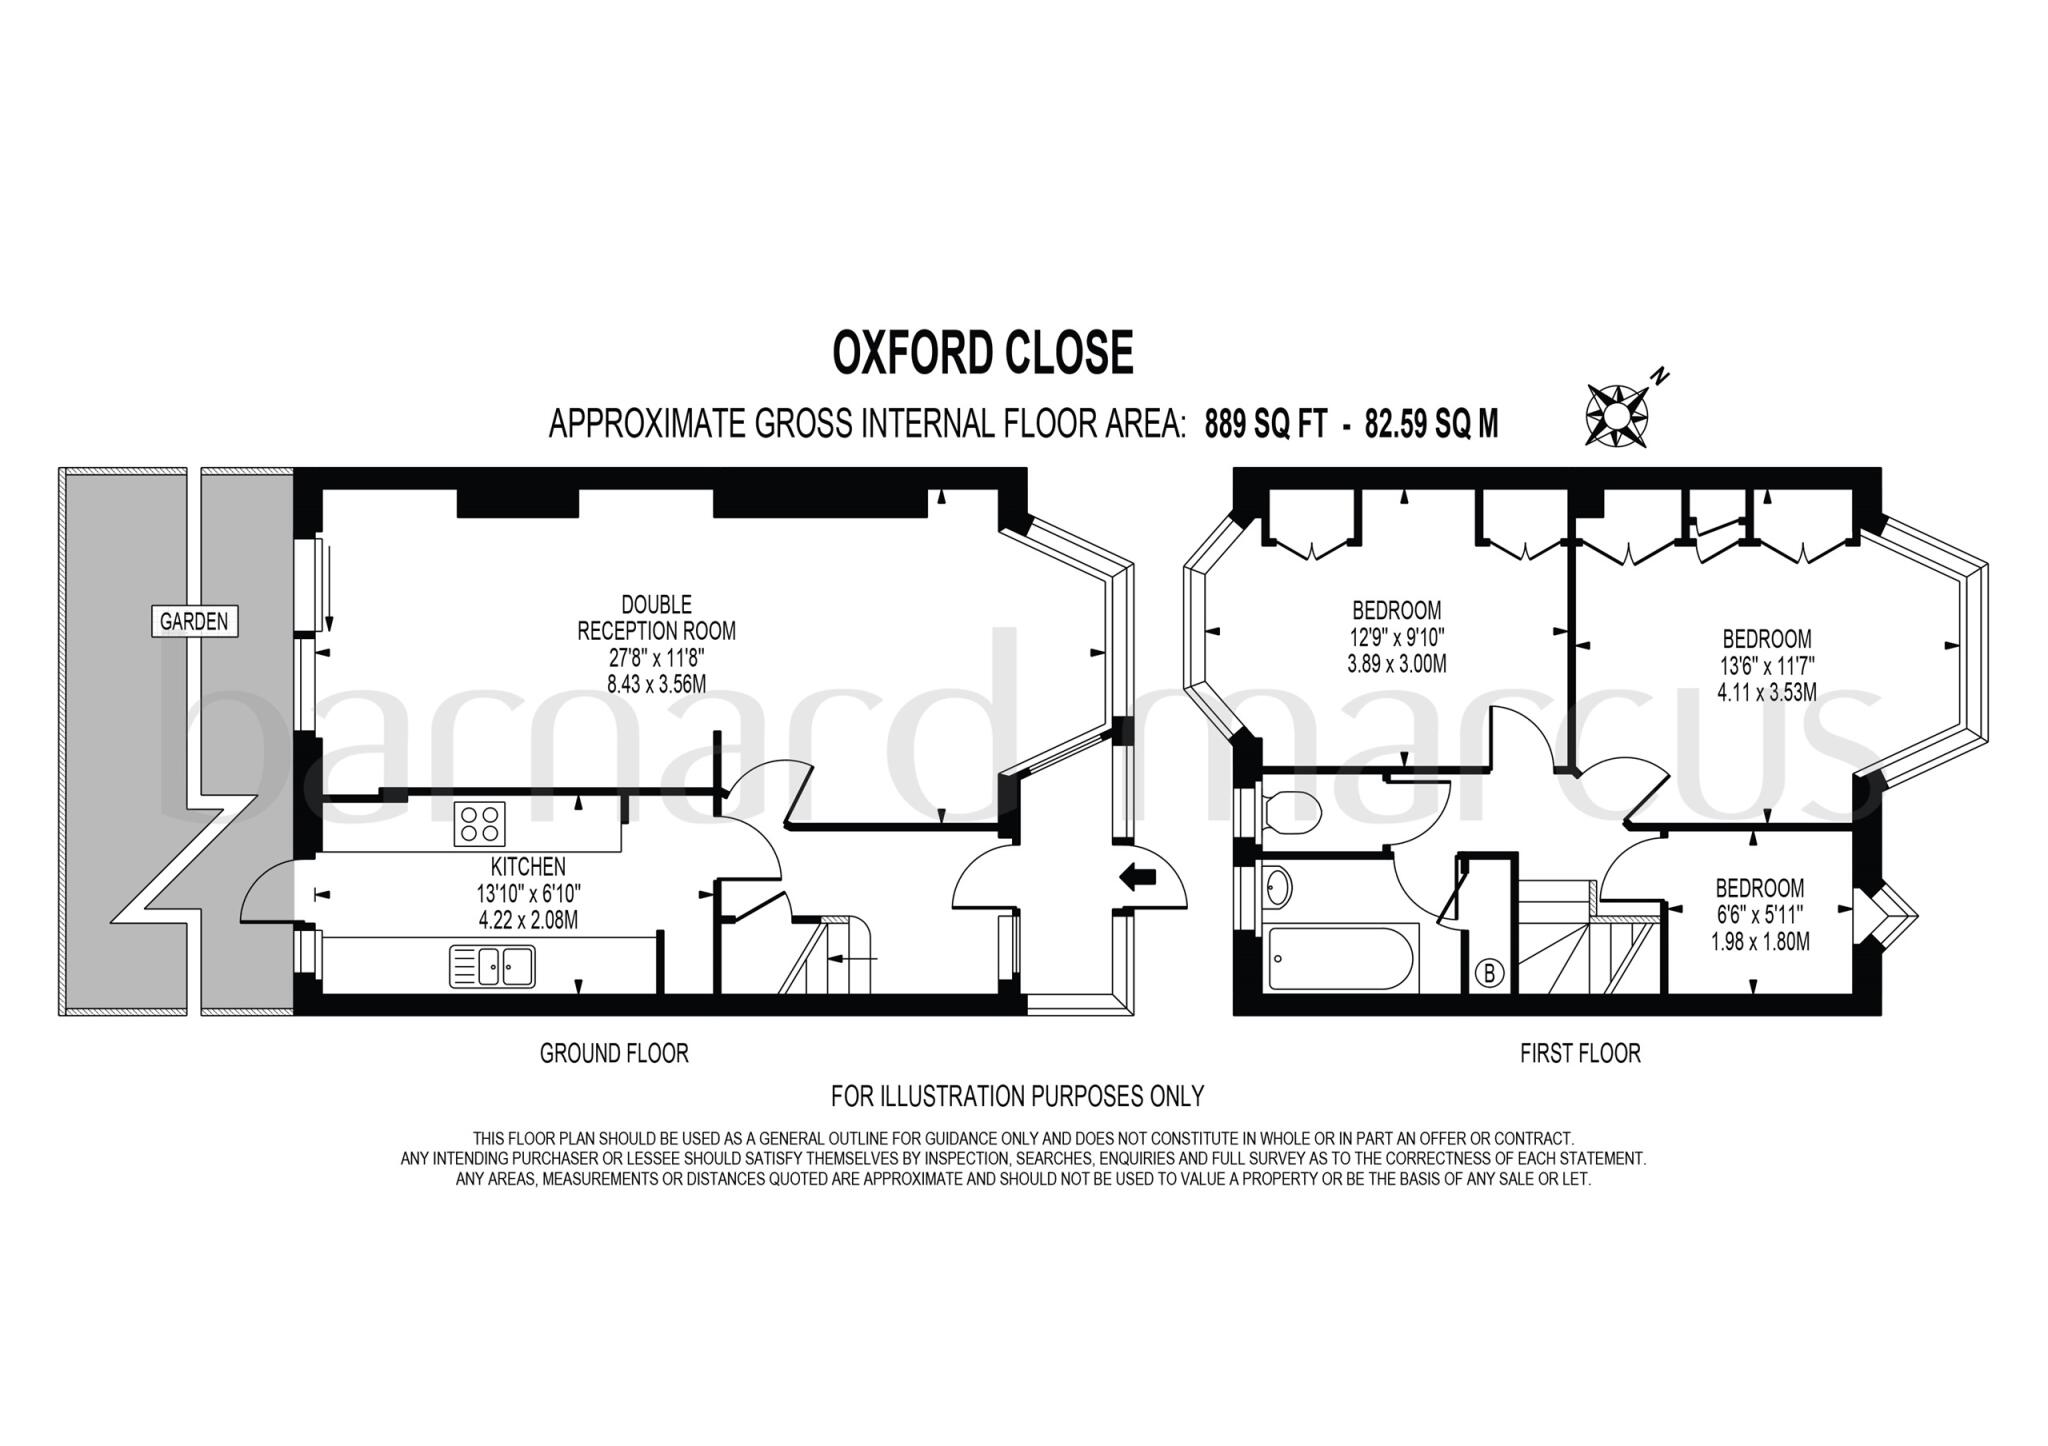 OXFORD CLOSE
APPROXIMATE GROSS INTERNAL FLOOR AREA: 889 SQ FT - 82.59 SQ M
N
GARDEN
DOUBLE
RECEPTION ROOM
27'8" x 11'8"
8.43 x 3.56M
KITCHEN
13'10" x 6'10"
4.22 x 2.08M
BEDROOM
12'9" x 9'10"
3.89 x 3.00M
BEDROOM
13'6" x 11'7"
4.11 x 3.53M
BEDROOM
6'6" x 5'11"
1.98 x 1.80M
B
barnard marcus
GROUND FLOOR
FIRST FLOOR
FOR ILLUSTRATION PURPOSES ONLY
THIS FLOOR PLAN SHOULD BE USED AS A GENERAL OUTLINE FOR GUIDANCE ONLY AND DOES NOT CONSTITUTE IN WHOLE OR IN PART AN OFFER OR CONTRACT.
ANY INTENDING PURCHASER OR LESSEE SHOULD SATISFY THEMSELVES BY INSPECTION, SEARCHES, ENQUIRIES AND FULL SURVEY AS TO THE CORRECTNESS OF EACH STATEMENT.
ANY AREAS, MEASUREMENTS OR DISTANCES QUOTED ARE APPROXIMATE AND SHOULD NOT BE USED TO VALUE A PROPERTY OR BE THE BASIS OF ANY SALE OR LET.